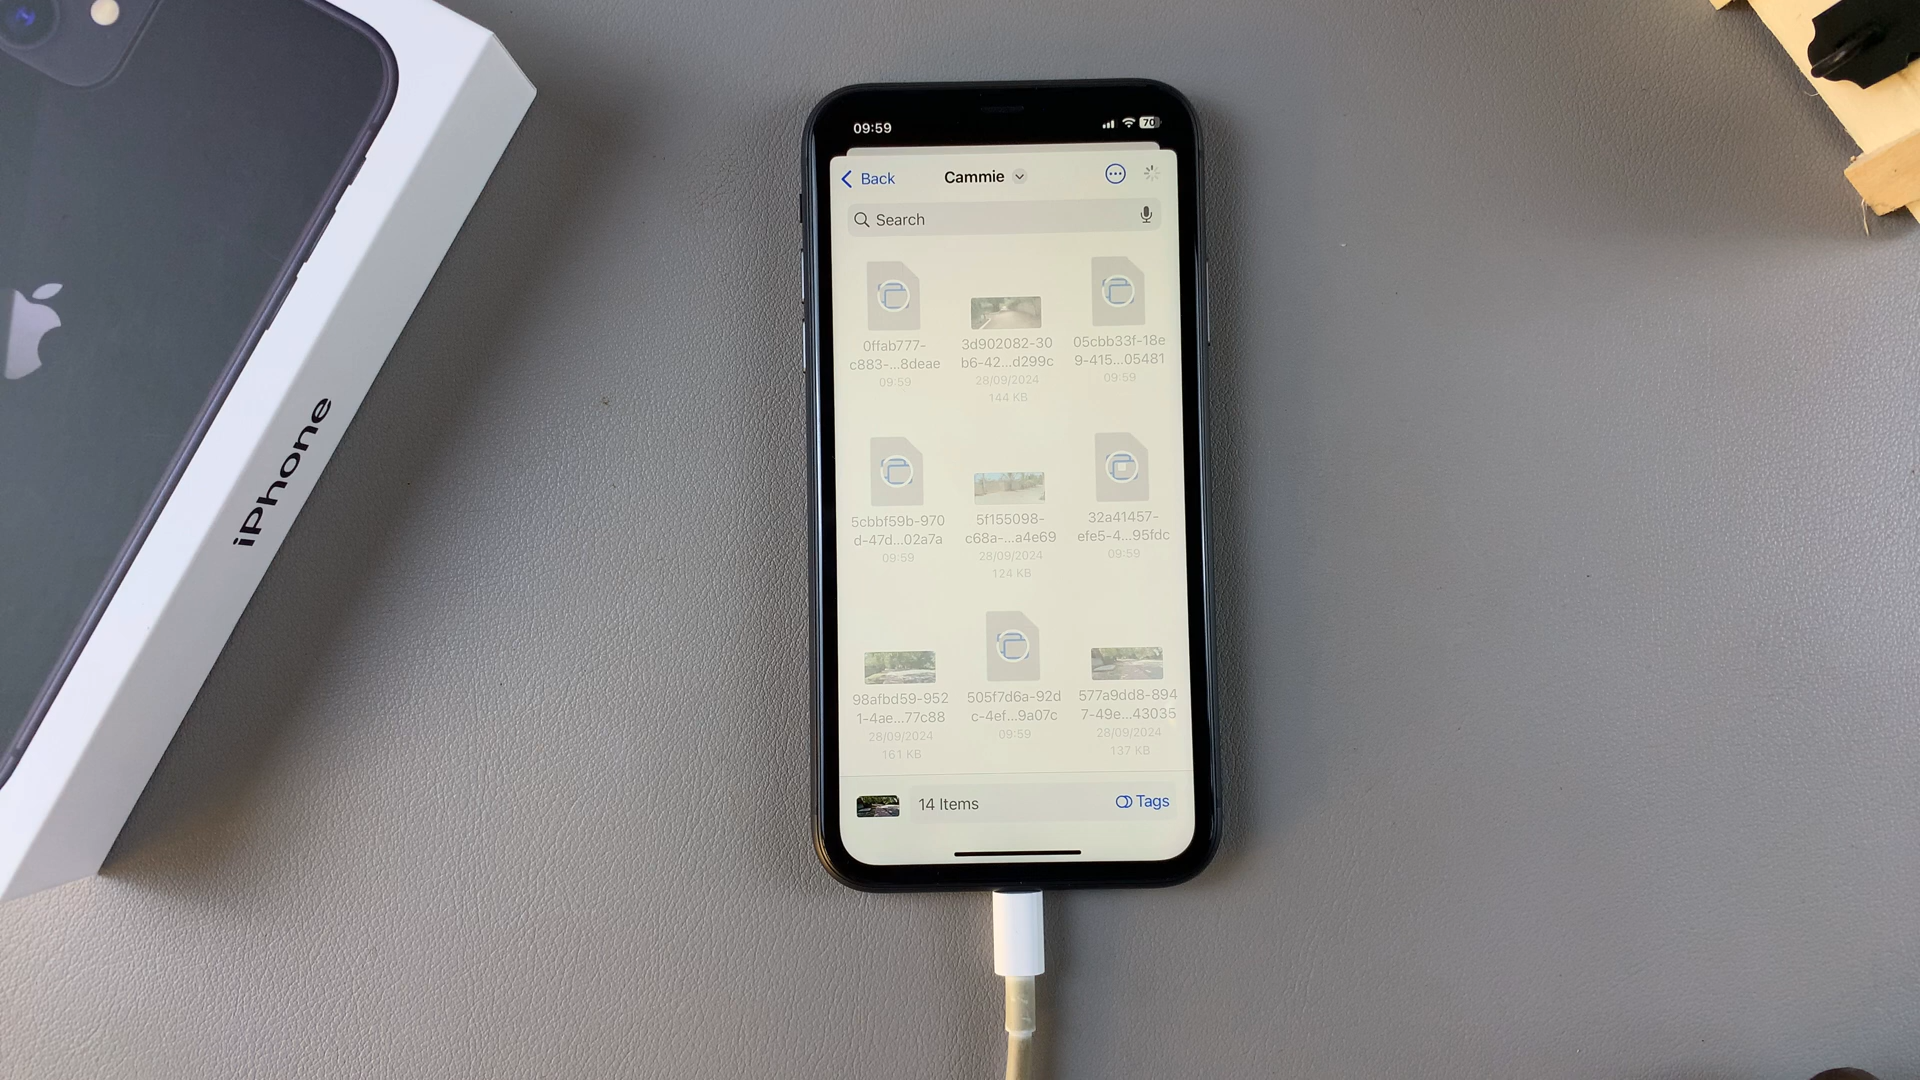 iPhone
09:59
70
Back
Cammie
Search
0ffab777-
c883-...8deae
09:59
3d902082-30
b6-42...d299c
28/09/2024
144 KB
05cbb33f-18e
9-415...05481
09:59
5cbbf59b-970
d-47d...02a7a
09:59
5f155098-
c68a-...a4e69
28/09/2024
124 KB
32a41457-
efe5-4...95fdc
09:59
98afbd59-952
1-4ae...77c88
28/09/2024
161 KB
505f7d6a-92d
c-4ef...9a07c
09:59
577a9dd8-894
7-49e...43035
28/09/2024
137 KB
14 Items
Tags